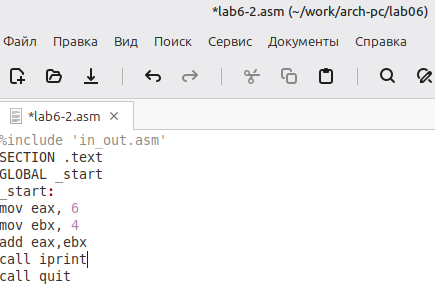 *lab6-2.asm (~/work/arch-pc/lab06)
Файл Правка Вид Поиск Сервис Документы Справка
*lab6-2.asm ×
%include 'in_out.asm'
SECTION .text
GLOBAL _start
_start:
mov eax, 6
mov ebx, 4
add eax,ebx
call iprint
call quit